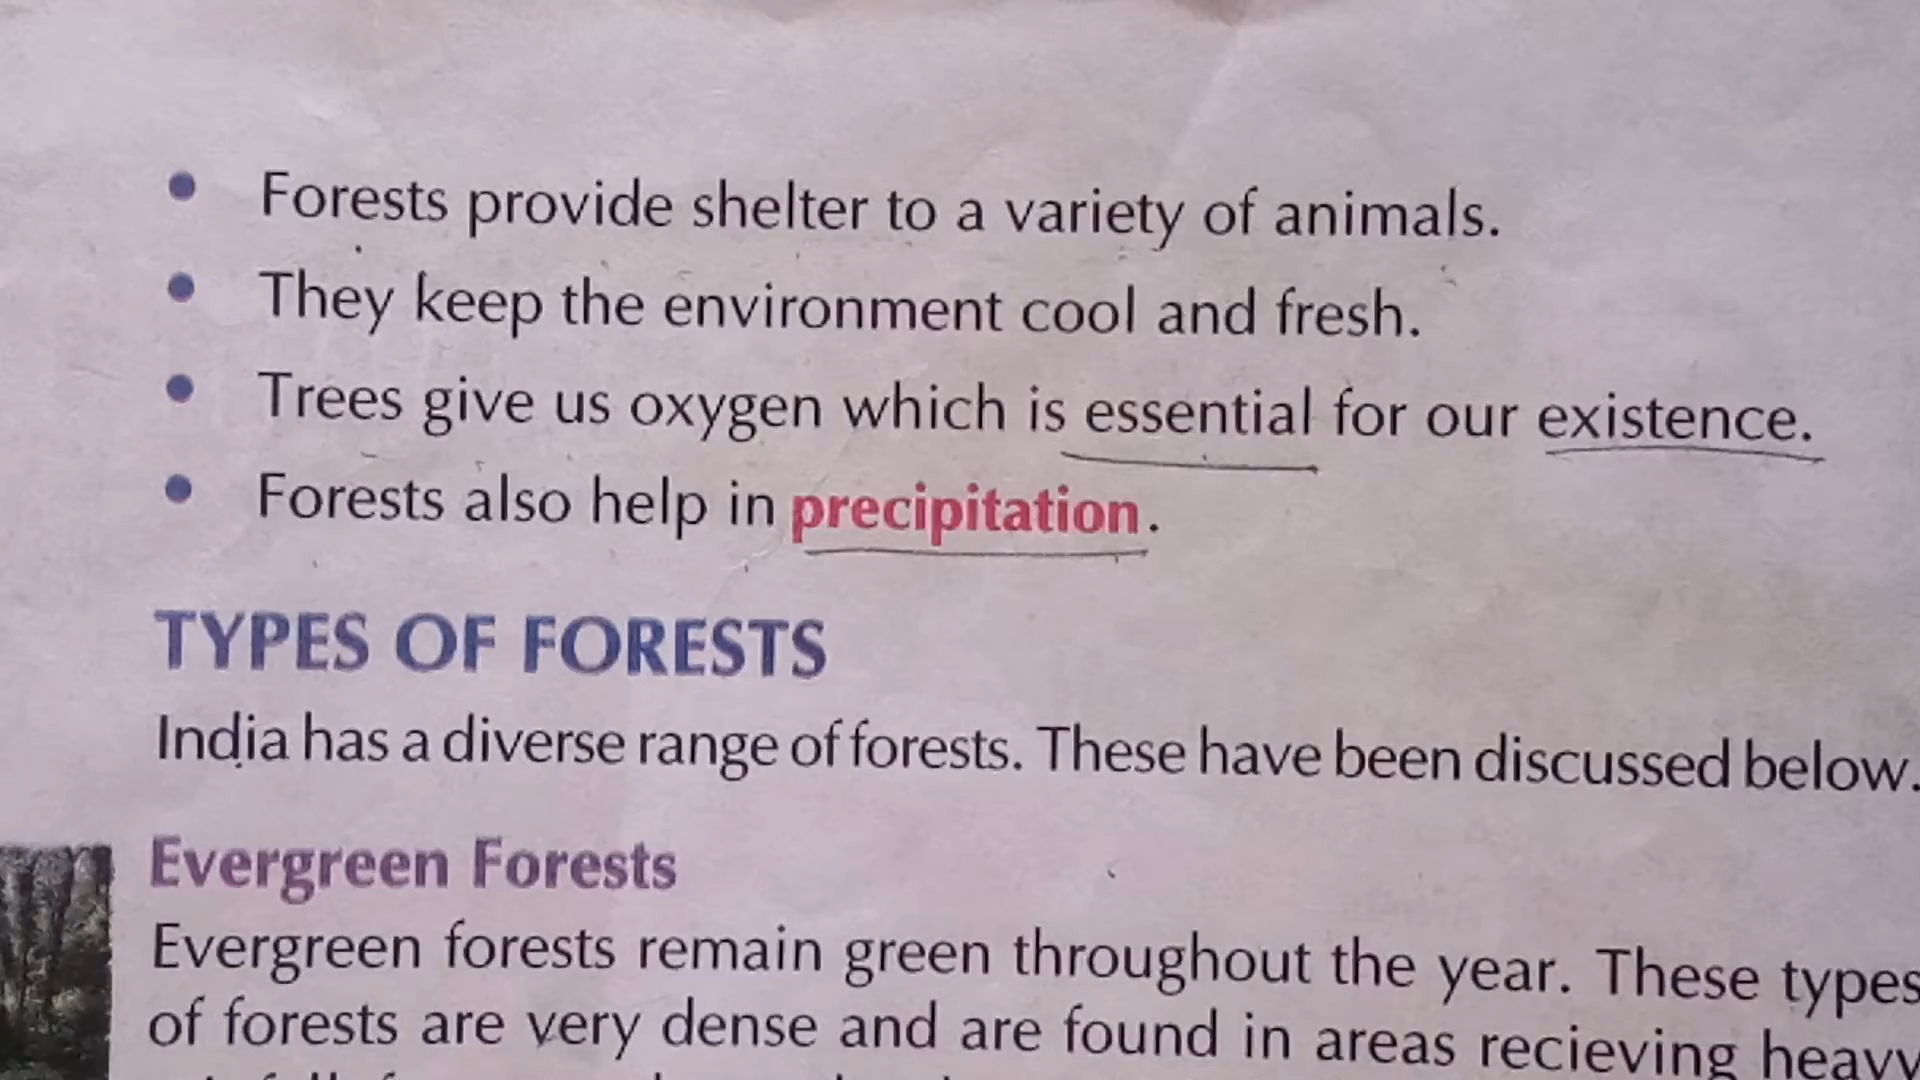 • Forests provide shelter to a variety of animals.
• They keep the environment cool and fresh.
• Trees give us oxygen which is essential for our existence.
• Forests also help in precipitation.
TYPES OF FORESTS
India has a diverse range of forests. These have been discussed below.
Evergreen Forests
Evergreen forests remain green throughout the year. These types
of forests are very dense and are found in areas recieving heavy